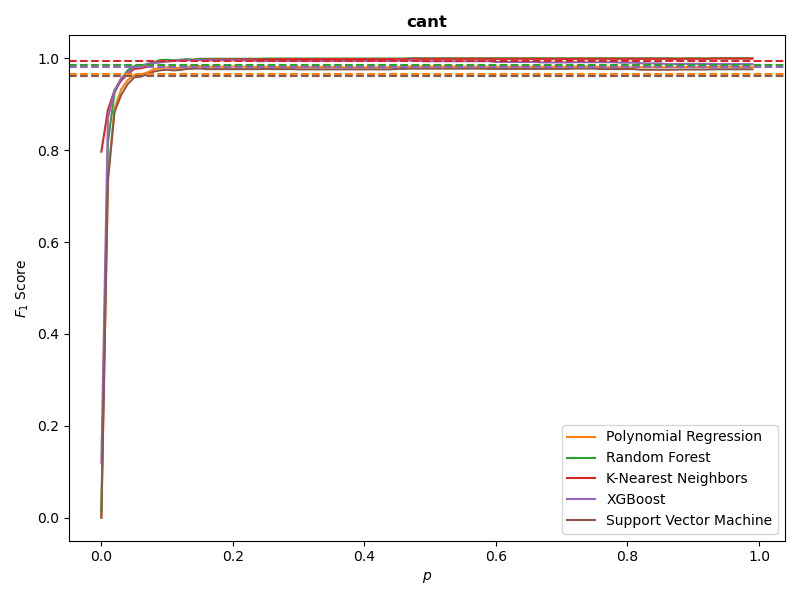 cant
1.0
0.8
0.6
0.4
0.2
0.0
F1 Score
0.0 0.2 0.4 0.6 0.8 1.0
p
Polynomial Regression
Random Forest
K-Nearest Neighbors
XGBoost
Support Vector Machine